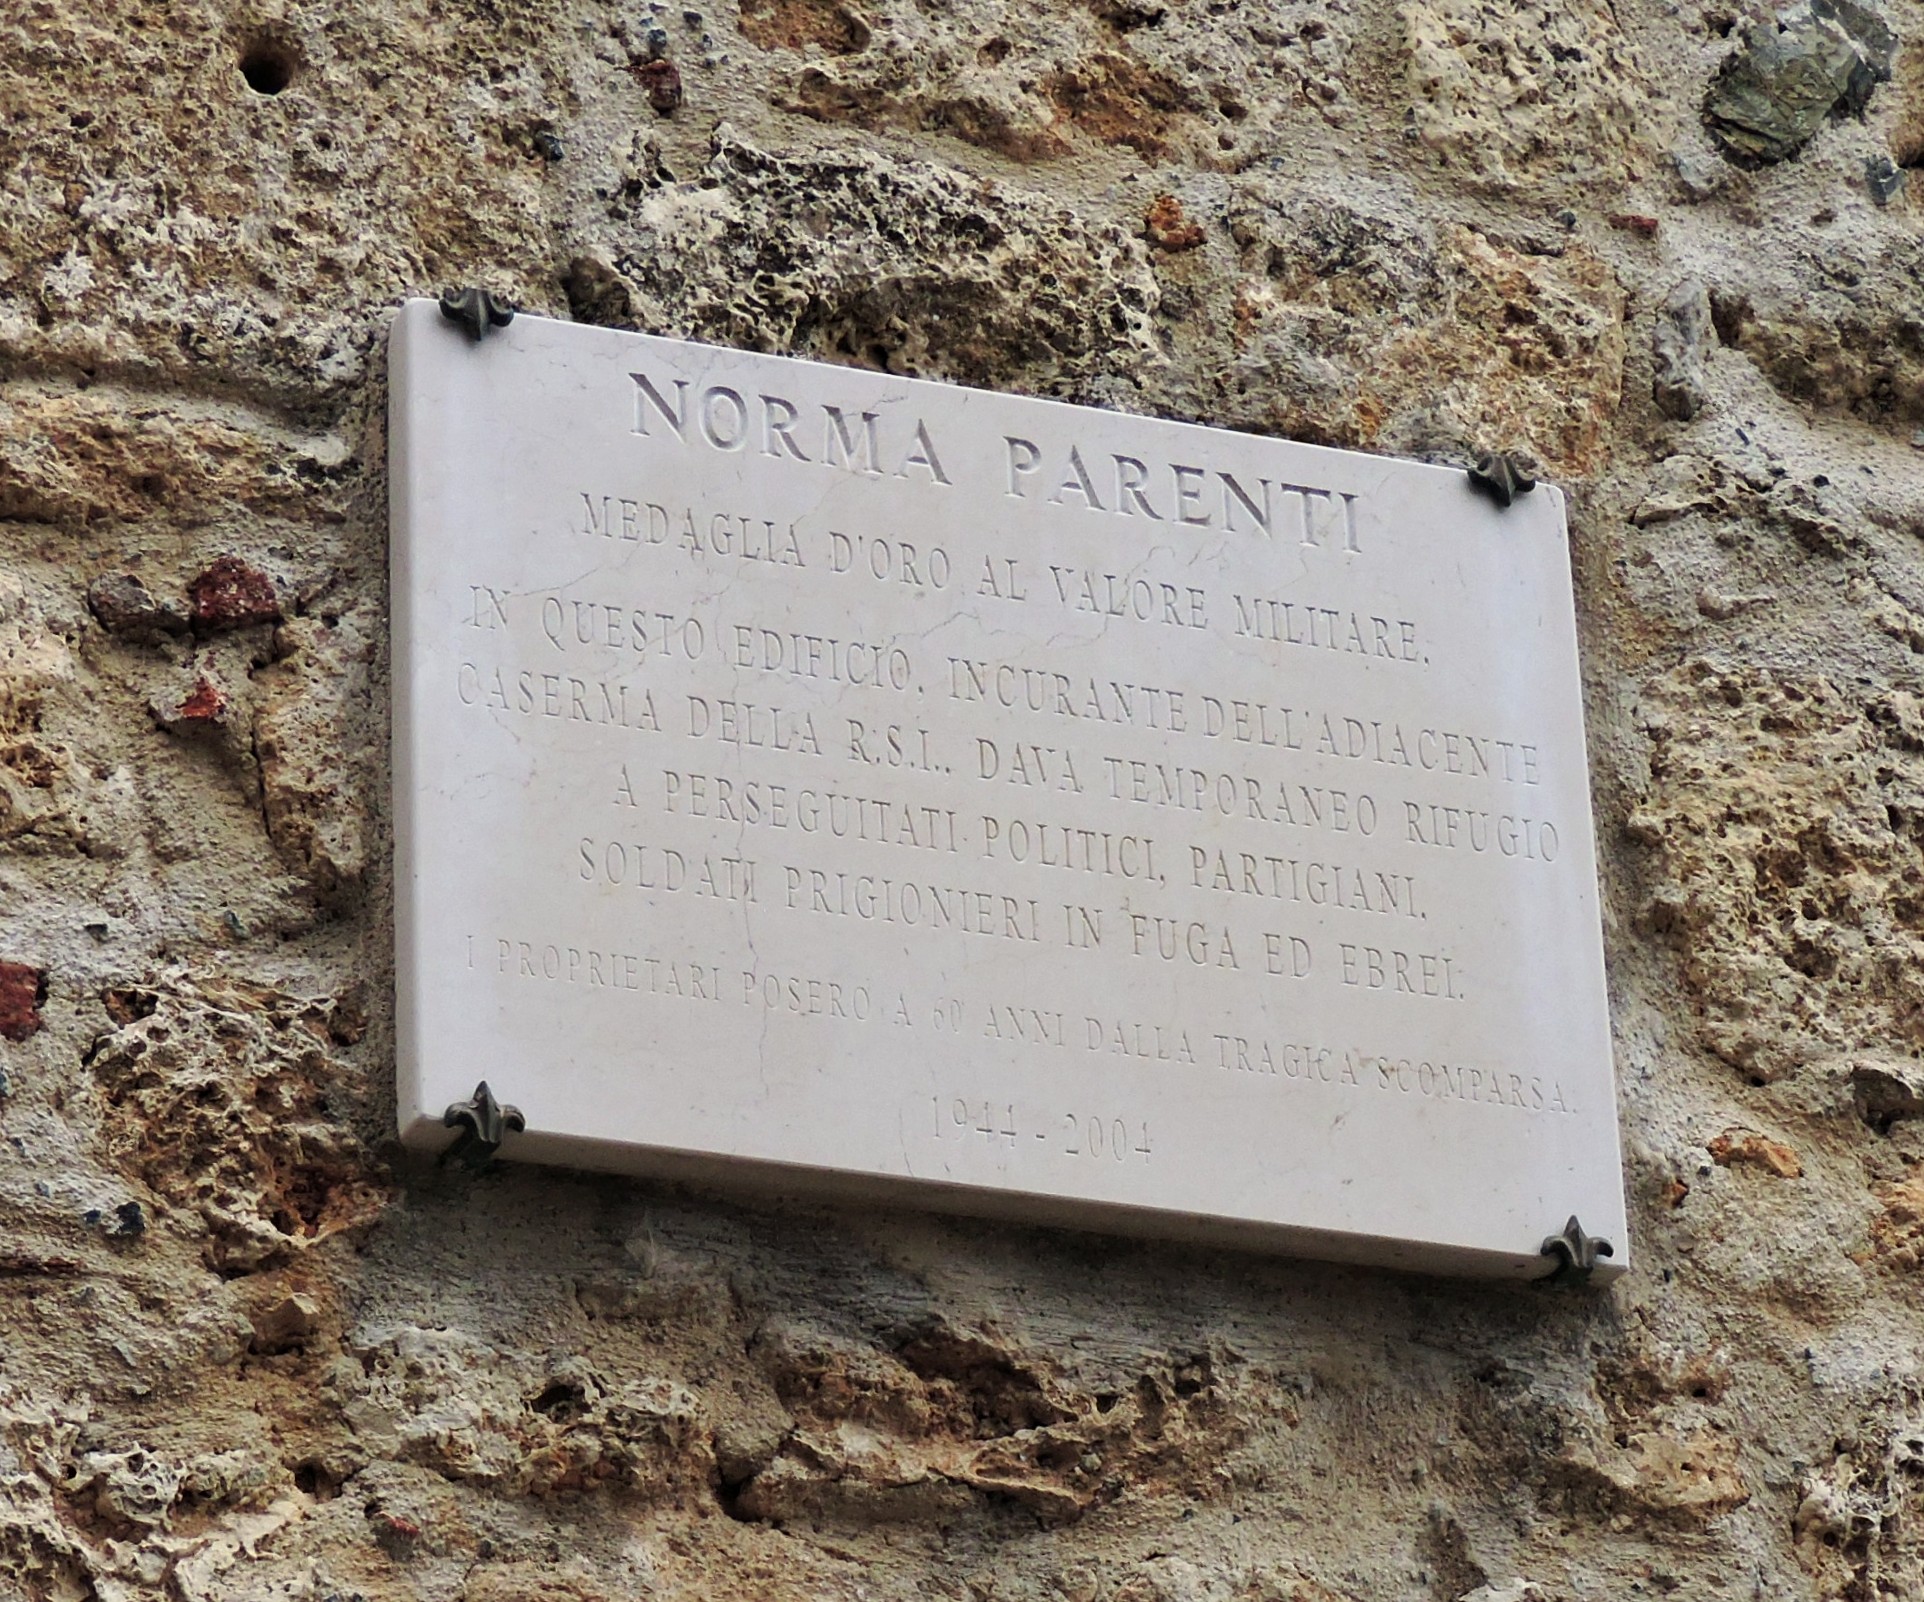 NORMA PARENTI
MEDAGLIA D'ORO AL VALORE MILITARE.
IN QUESTO EDIFICIO, INCURANTE DELL'ADIACENTE
CASERMA DELLA R.S.I.. DAVA TEMPORANEO RIFUGIO
A PERSEGUITATI POLITICI, PARTIGIANI.
SOLDATI PRIGIONIERI IN FUGA ED EBREI.
I PROPRIETARI POSERO A 60 ANNI DALLA TRAGICA SCOMPARSA.
1944 - 2004